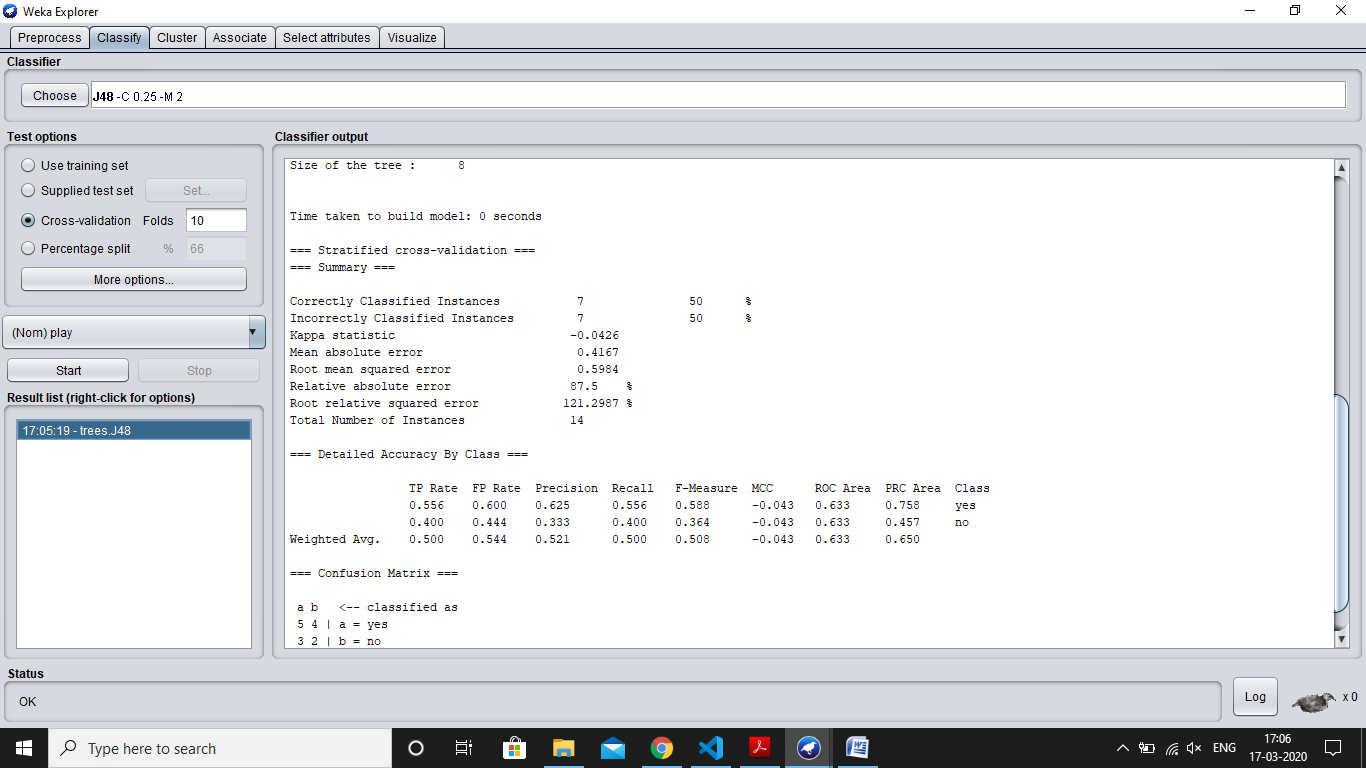 Weka Explorer
Preprocess Classify Cluster Associate Select attributes Visualize
Classifier
Choose J48 -C 0.25 -M 2
Test options
Use training set
Supplied test set Set...
Cross-validation Folds 10
Percentage split % 66
More options...
(Nom) play
Start Stop
Result list (right-click for options)
17:05:19 - trees.J48
Classifier output
Size of the tree : 8
Time taken to build model: 0 seconds
=== Stratified cross-validation ===
=== Summary ===
Correctly Classified Instances 7 50 %
Incorrectly Classified Instances 7 50 %
Kappa statistic -0.0426
Mean absolute error 0.4167
Root mean squared error 0.5984
Relative absolute error 87.5 %
Root relative squared error 121.2987 %
Total Number of Instances 14
=== Detailed Accuracy By Class ===
TP Rate FP Rate Precision Recall F-Measure MCC ROC Area PRC Area Class
0.556 0.600 0.625 0.556 0.588 -0.043 0.633 0.758 yes
0.400 0.444 0.333 0.400 0.364 -0.043 0.633 0.457 no
Weighted Avg. 0.500 0.544 0.521 0.500 0.508 -0.043 0.633 0.650
=== Confusion Matrix ===
a b <-- classified as
5 4 | a = yes
3 2 | b = no
Status
OK
Log
x 0
Type here to search
ENG
17:06
17-03-2020